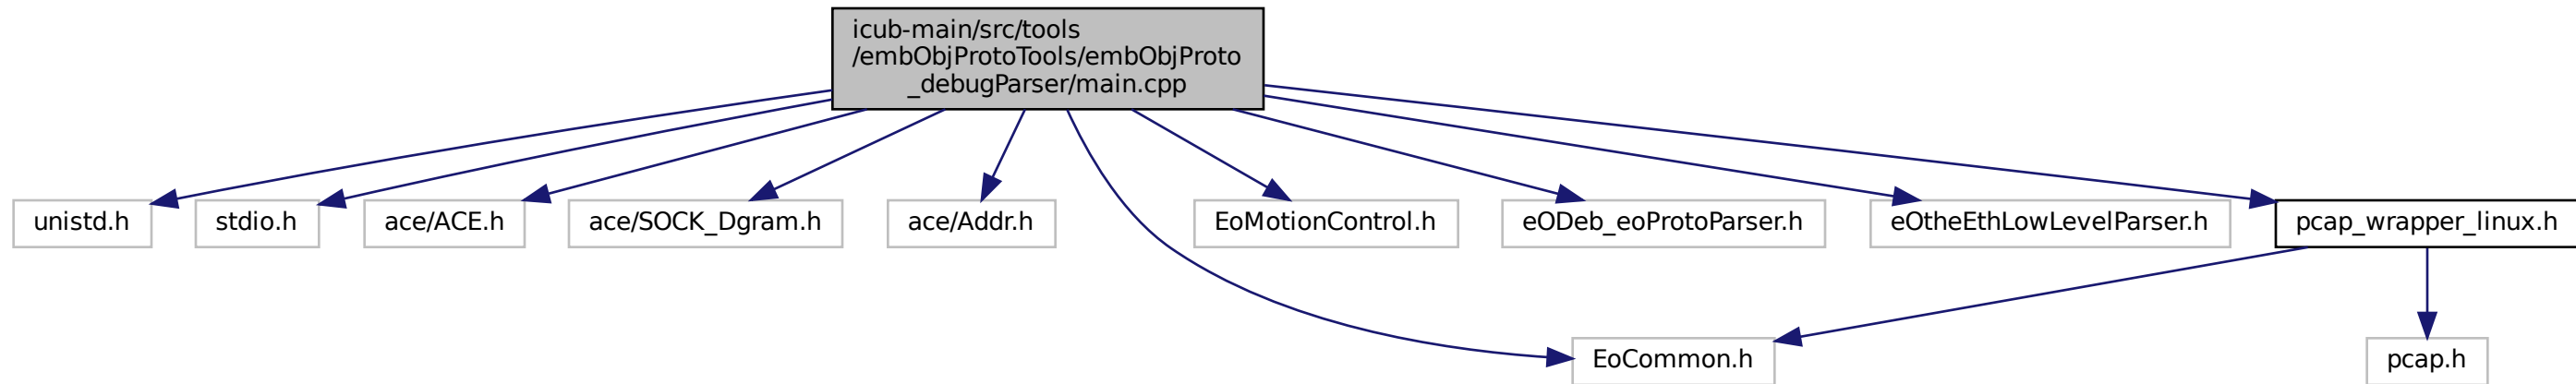 icub-main/src/tools
/embObjProtoTools/embObjProto
_debugParser/main.cpp
unistd.h
stdio.h
ace/ACE.h
ace/SOCK_Dgram.h
ace/Addr.h
EoMotionControl.h
eODeb_eoProtoParser.h
eOtheEthLowLevelParser.h
pcap_wrapper_linux.h
EoCommon.h
pcap.h